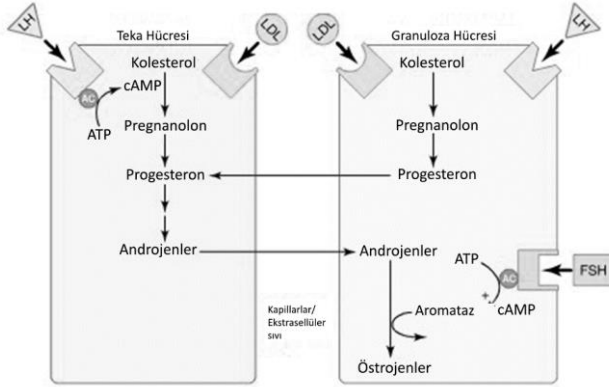 LH
LDL
Teka Hücresi
Kolesterol
cAMP
AC
ATP
Pregnanolon
Progesteron
Androjenler
LDL
LH
Granuloza Hücresi
Kolesterol
Pregnanolon
Progesteron
Androjenler
ATP
AC
FSH
+
cAMP
Aromataz
Östrojenler
Kapillarlar/
Ekstrasellüler
sıvı